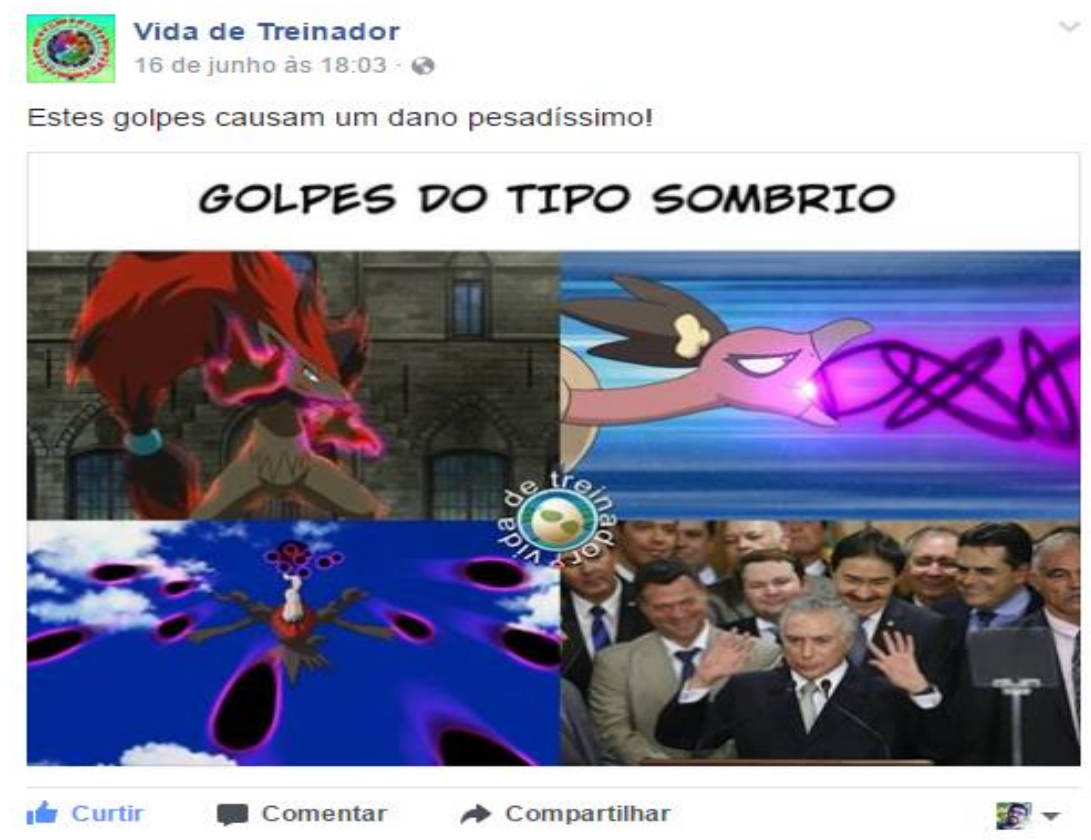 Vida de Treinador
16 de junho às 18:03 ·
Estes golpes causam um dano pesadíssimo!
GOLPES DO TIPO SOMBRIO
vida de treinador
Curtir
Comentar
Compartilhar